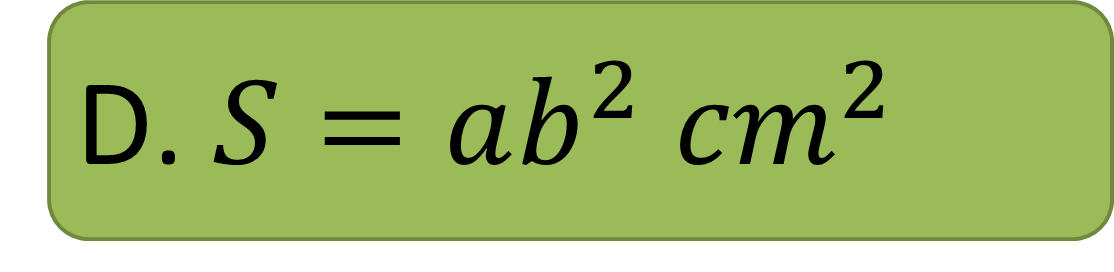 D. S = ab² cm²